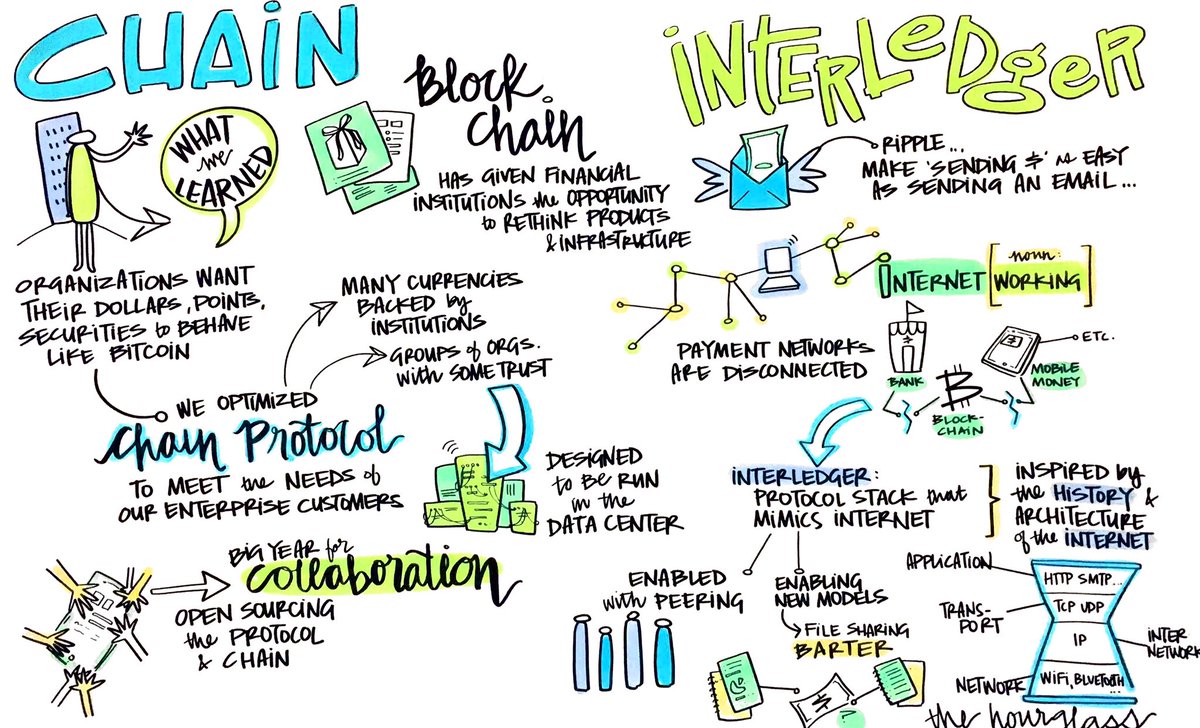 CHAIN
WHAT
we
LEARNED
ORGANIZATIONS WANT
THEIR DOLLARS, POINTS,
SECURITIES to BEHAVE
LIKE BITCOIN
Block
chain
HAS GIVEN FINANCIAL
INSTITUTIONS the OPPORTUNITY
to RETHINK PRODUCTS
& INFRASTRUCTURE
MANY CURRENCIES
BACKED by
INSTITUTIONS
GROUPS of ORGS.
with SOME TRUST
WE OPTIMIZED
Chain Protocol
TO MEET the NEEDS of
OUR ENTERPRISE CUSTOMERS
DESIGNED
to BE RUN
in the
DATA CENTER
BIG YEAR for
collaboration
OPEN SOURCING
the PROTOCOL
& CHAIN
INTERLEDGER
RIPPLE...
MAKE 'SENDING $' as EASY
AS SENDING AN EMAIL...
INTERNET [noun: WORKING]
PAYMENT NETWORKS
ARE DISCONNECTED
BANK
BLOCK-
CHAIN
MOBILE
MONEY
ETC.
INTERLEDGER:
PROTOCOL STACK that
MIMICS INTERNET
INSPIRED by
the HISTORY &
ARCHITECTURE
of the INTERNET
ENABLED
with PEERING
ENABLING
NEW MODELS
FILE SHARING
BARTER
APPLICATION
HTTP SMTP...
TRANS-
PORT
TCP UDP
IP
INTER
NETWORK
NETWORK
WIFI, BLUETOOTH...
the hourglass